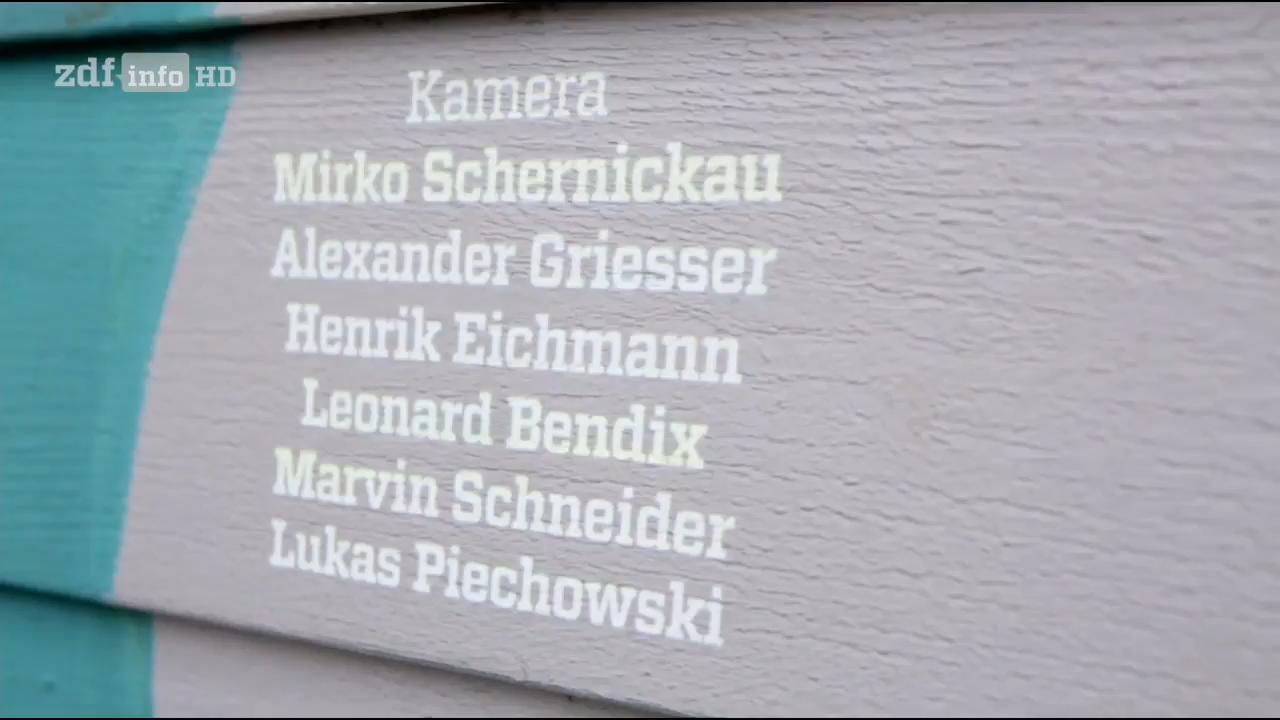 zdf info HD
Kamera
Mirko Schernickau
Alexander Griesser
Henrik Eichmann
Leonard Bendix
Marvin Schneider
Lukas Piechowski